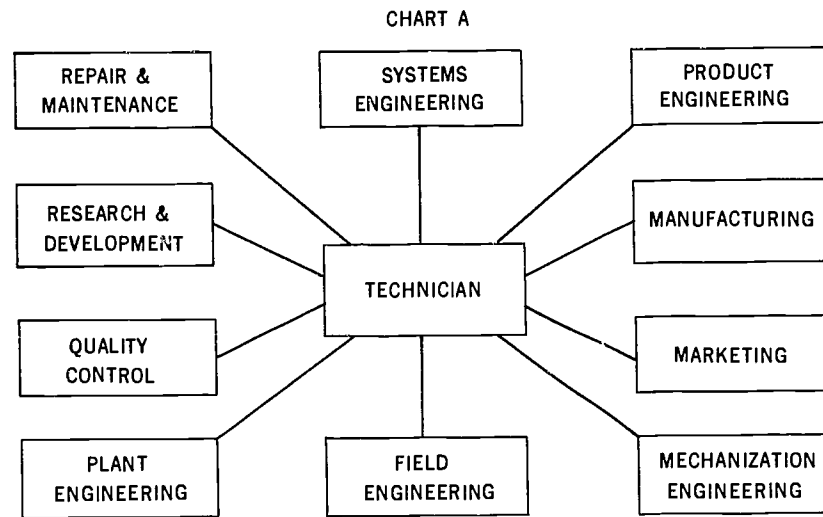 CHART A
REPAIR &
MAINTENANCE
SYSTEMS
ENGINEERING
PRODUCT
ENGINEERING
RESEARCH &
DEVELOPMENT
MANUFACTURING
TECHNICIAN
QUALITY
CONTROL
MARKETING
PLANT
ENGINEERING
FIELD
ENGINEERING
MECHANIZATION
ENGINEERING